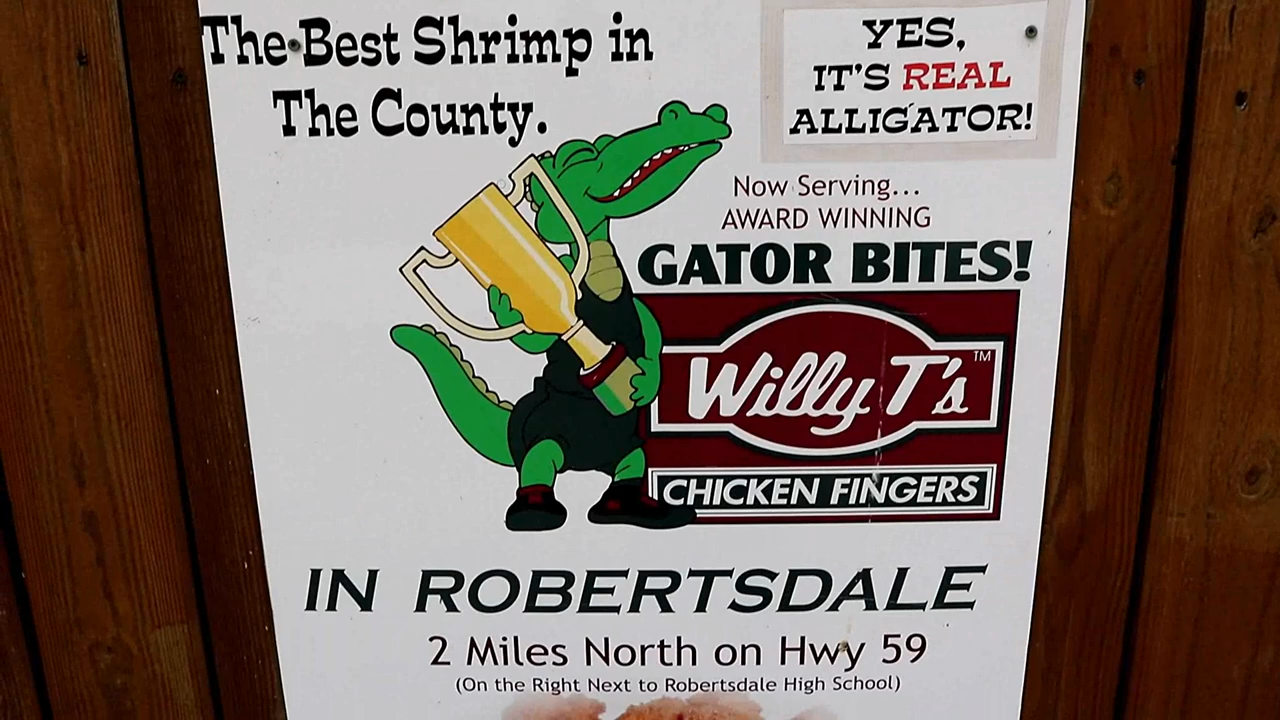 The Best Shrimp in
The County.
YES,
IT'S REAL
ALLIGATOR!
Now Serving...
AWARD WINNING
GATOR BITES!
Willy T's™
CHICKEN FINGERS
IN ROBERTSDALE
2 Miles North on Hwy 59
(On the Right Next to Robertsdale High School)